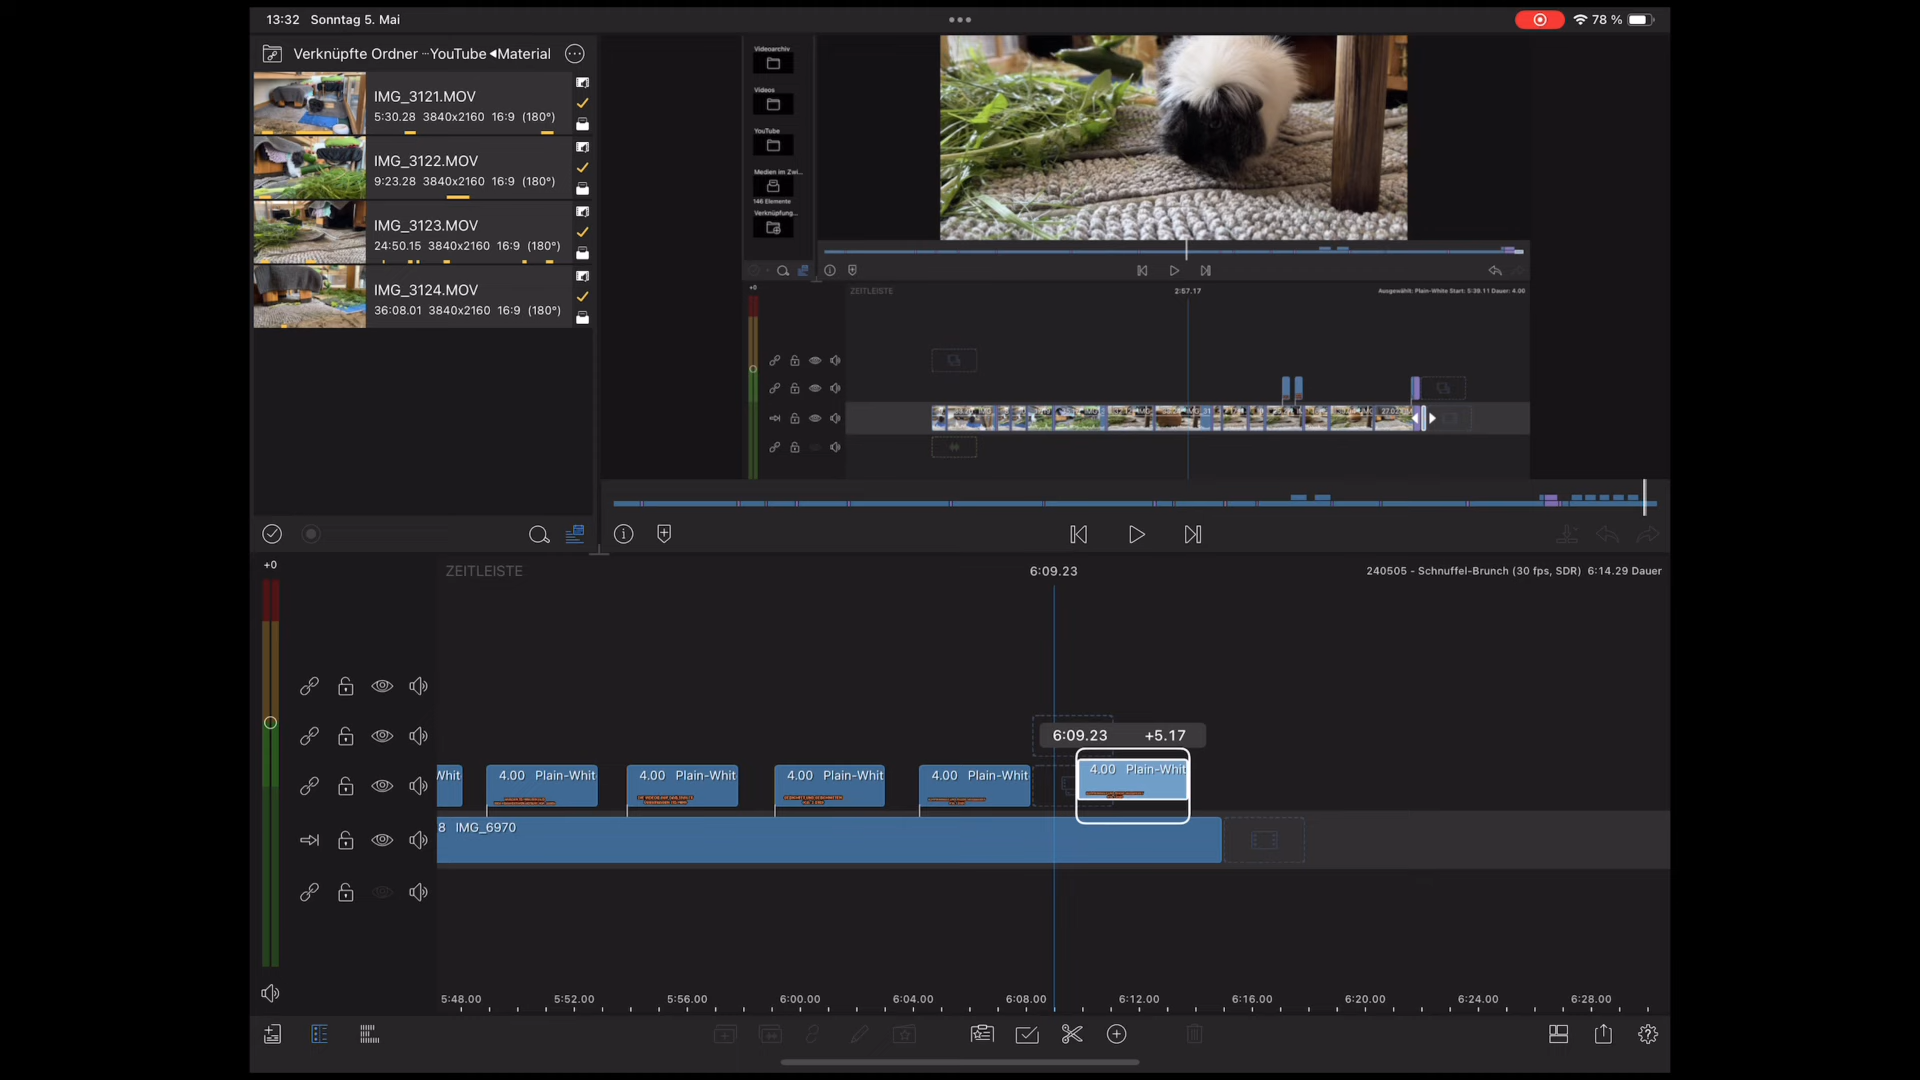 13:32 Sonntag 5. Mai
78 %
Verknüpfte Ordner ··YouTube Material
IMG_3121.MOV
5:30.28 3840x2160 16:9 (180°)
IMG_3122.MOV
9:23.28 3840x2160 16:9 (180°)
IMG_3123.MOV
24:50.15 3840x2160 16:9 (180°)
IMG_3124.MOV
36:08.01 3840x2160 16:9 (180°)
Videoarchiv
Videos
YouTube
Medien im Zwi...
146 Elemente
Verknüpfung...
+0
ZEITLEISTE
2:57.17
Ausgewählt: Plain-White Start: 5:38.11 Dauer: 4.00
+0
ZEITLEISTE
6:09.23
240505 - Schnuffel-Brunch (30 fps, SDR) 6:14.29 Dauer
6:09.23 +5.17
Whit
4.00 Plain-Whit
4.00 Plain-Whit
4.00 Plain-Whit
4.00 Plain-Whit
4.00 Plain-Whit
8 IMG_6970
5:48.00 5:52.00 5:56.00 6:00.00 6:04.00 6:08.00 6:12.00 6:16.00 6:20.00 6:24.00 6:28.00